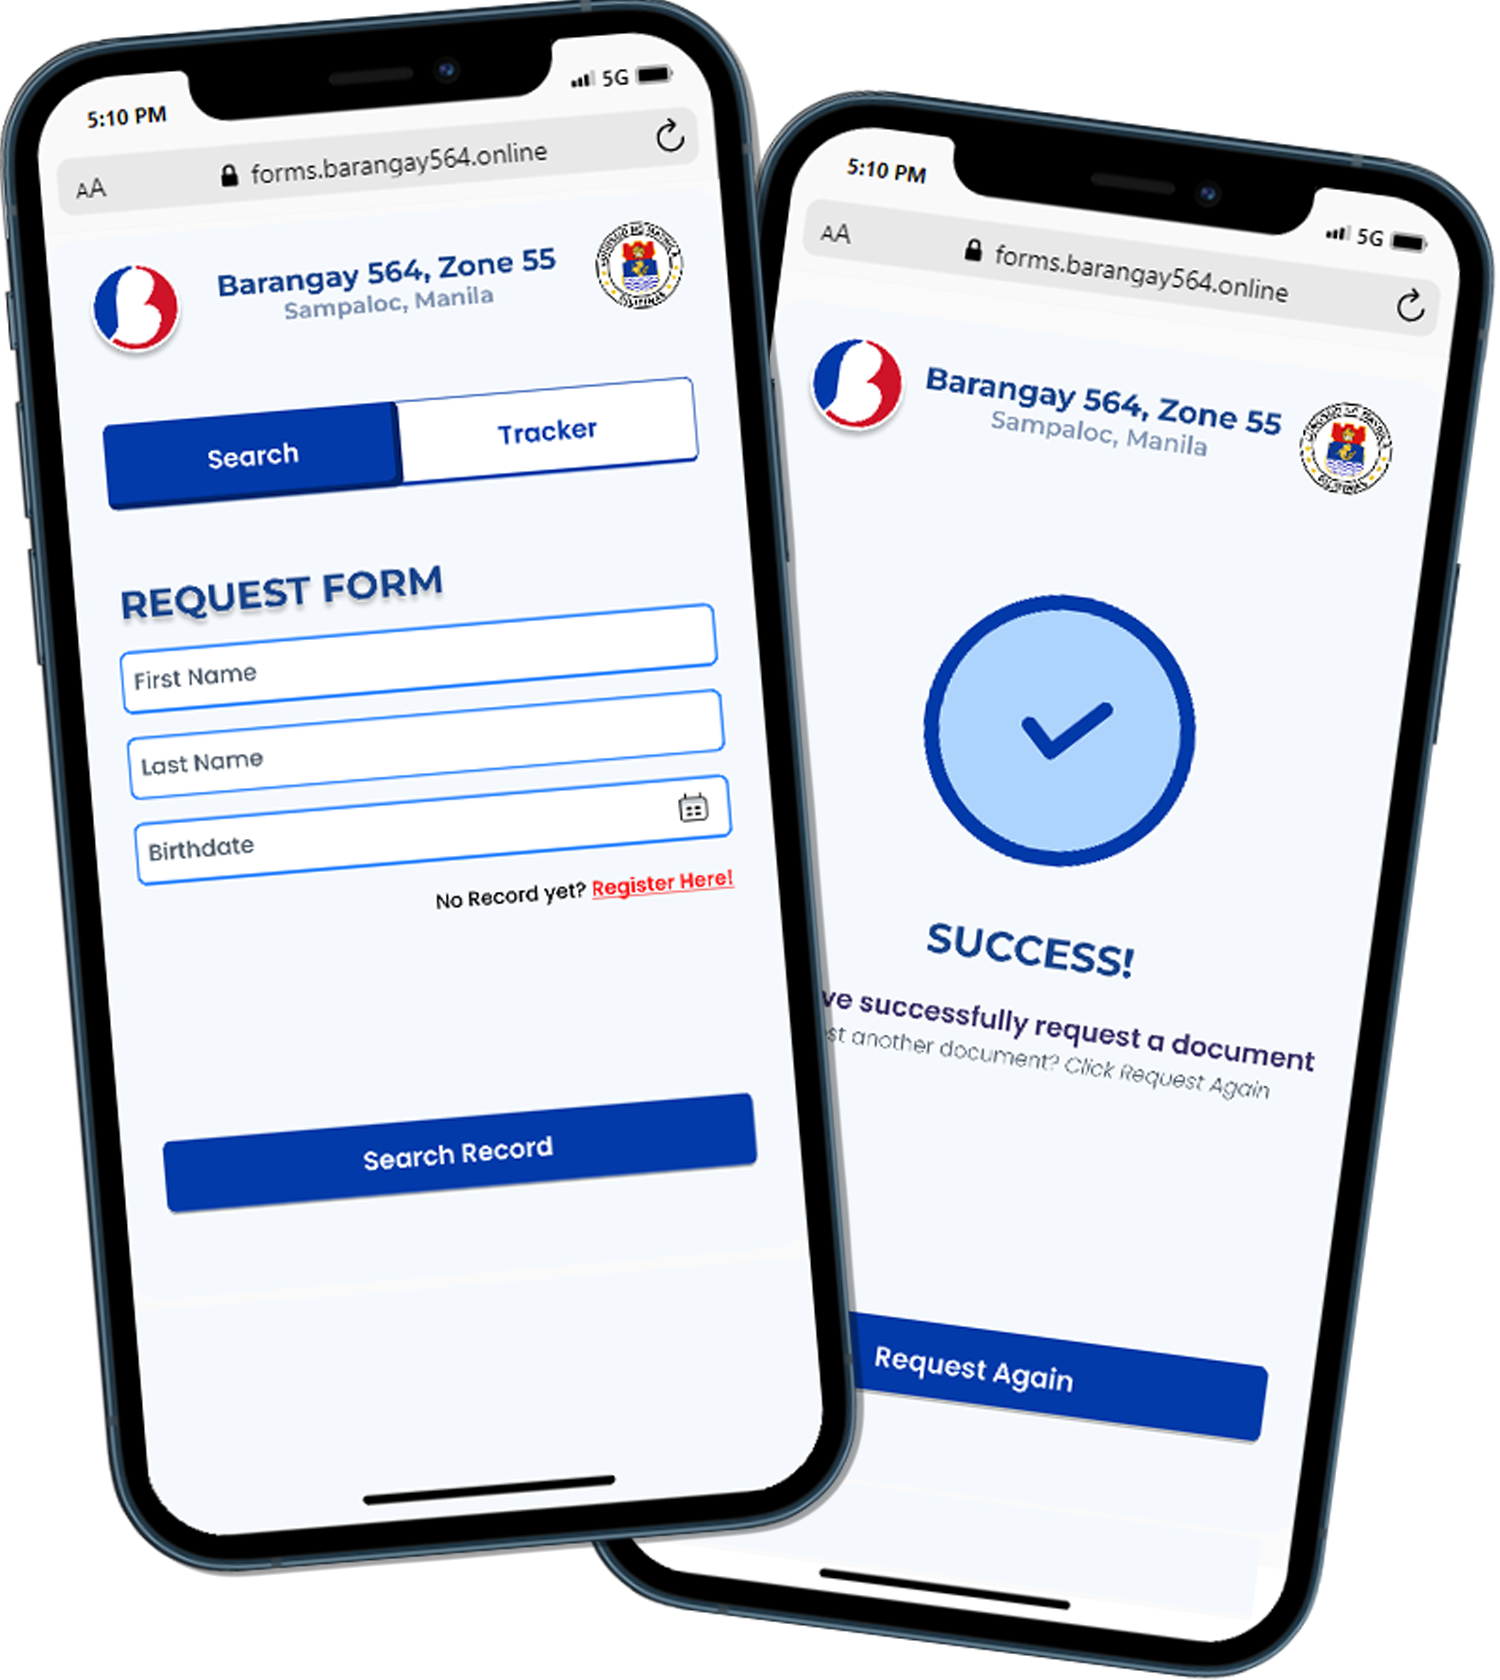 5:10 PM
5G
AA
forms.barangay564.online
Barangay 564, Zone 55
Sampaloc, Manila
PILIPINAS
Search
Tracker
REQUEST FORM
First Name
Last Name
Birthdate
No Record yet? Register Here!
Search Record
5:10 PM
5G
AA
forms.barangay564.online
Barangay 564, Zone 55
Sampaloc, Manila
PILIPINAS
SUCCESS!
ve successfully request a document
st another document? Click Request Again
Request Again